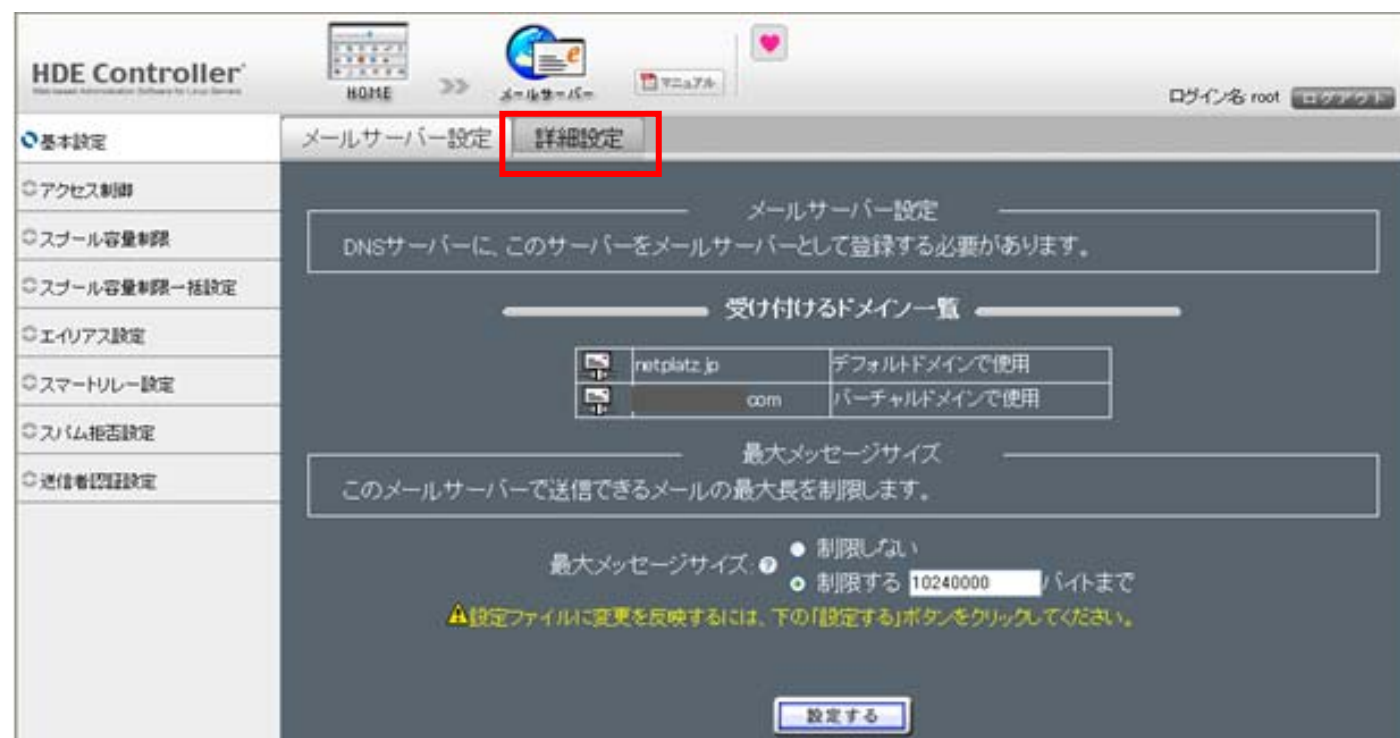 HDE Controller
HOME
>>
メールサーバー
マニュアル
ログイン名 root ログアウト
基本設定
メールサーバー設定
詳細設定
アクセス制御
スプール容量制限
スプール容量制限一括設定
エイリアス設定
スマートリレー設定
スパム拒否設定
送信者認証設定
メールサーバー設定
DNSサーバーに、このサーバーをメールサーバーとして登録する必要があります。
受け付けるドメイン一覧
netplatz.jp デフォルトドメインで使用
com バーチャルドメインで使用
最大メッセージサイズ
このメールサーバーで送信できるメールの最大長を制限します。
最大メッセージサイズ:
制限しない
制限する 10240000 バイトまで
設定ファイルに変更を反映するには、下の「設定する」ボタンをクリックしてください。
設定する